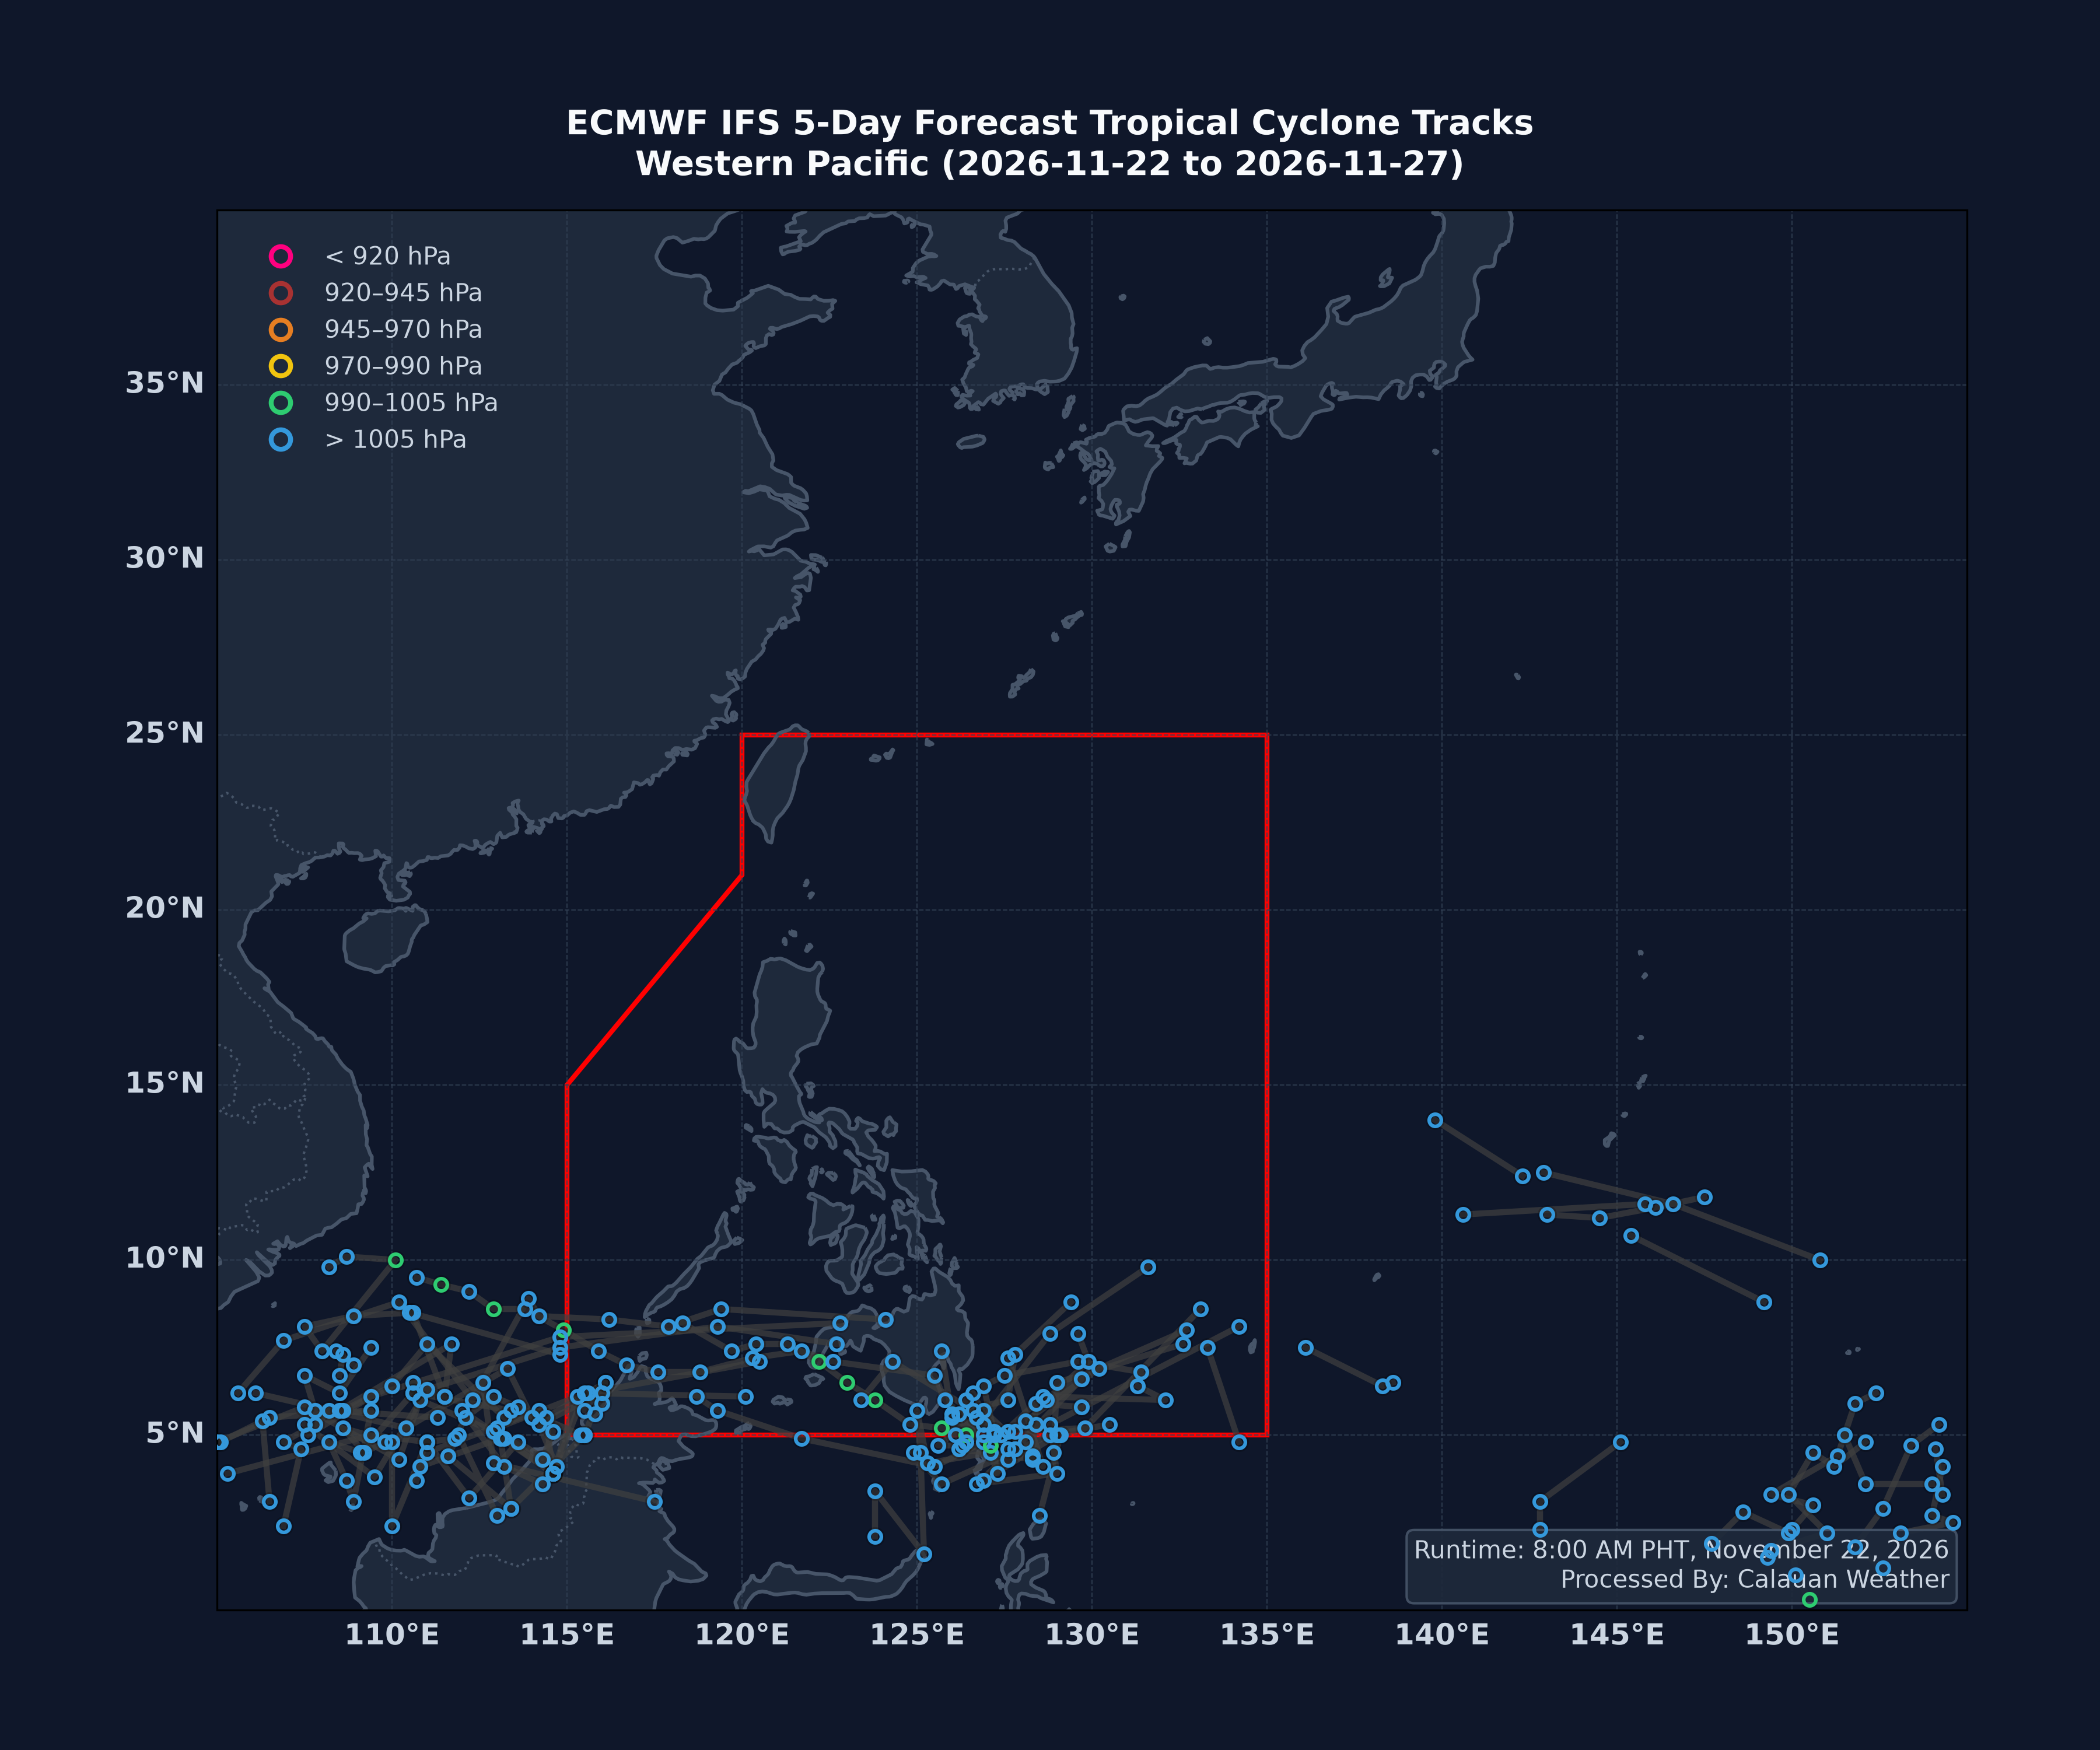 ECMWF IFS 5-Day Forecast Tropical Cyclone Tracks
Western Pacific (2026-11-22 to 2026-11-27)
< 920 hPa
920–945 hPa
945–970 hPa
970–990 hPa
990–1005 hPa
> 1005 hPa
35°N
30°N
25°N
20°N
15°N
10°N
5°N
Runtime: 8:00 AM PHT, November 22, 2026
Processed By: Calauan Weather
110°E
115°E
120°E
125°E
130°E
135°E
140°E
145°E
150°E